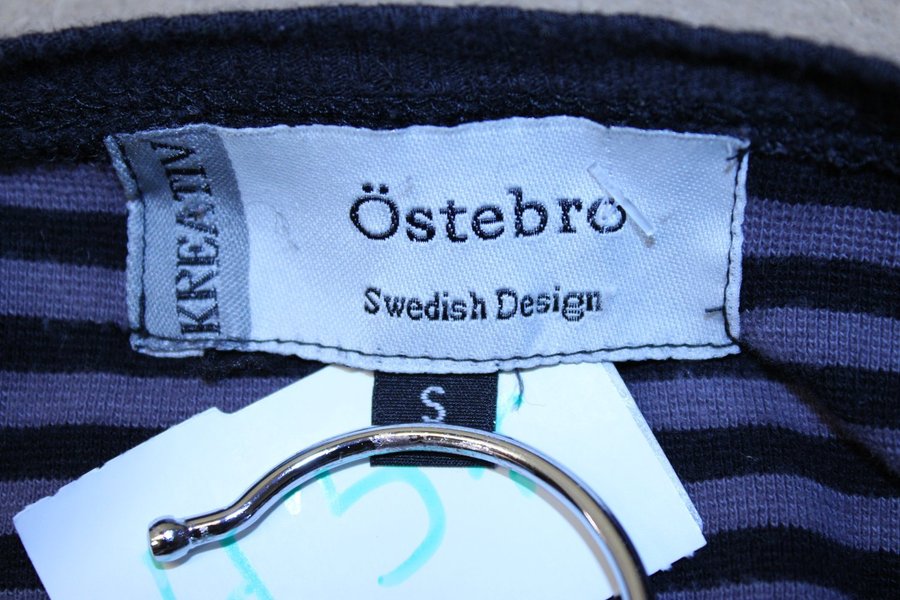 KREATIV
Östebro
Swedish Design
S